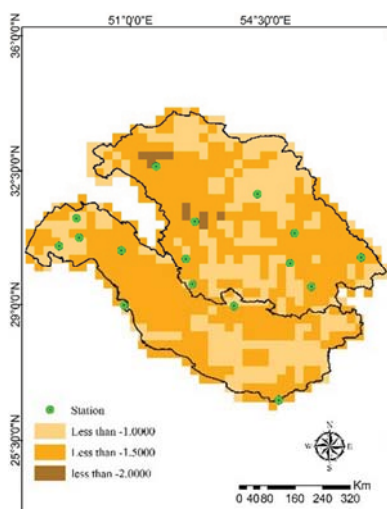 51°0'0"E 54°30'0"E
36°0'0"N
32°30'0"N
29°0'0"N
25°30'0"N
Station
Less than -1.0000
Less than -1.5000
less than -2.0000
N
W E
S
Km
0 40 80 160 240 320